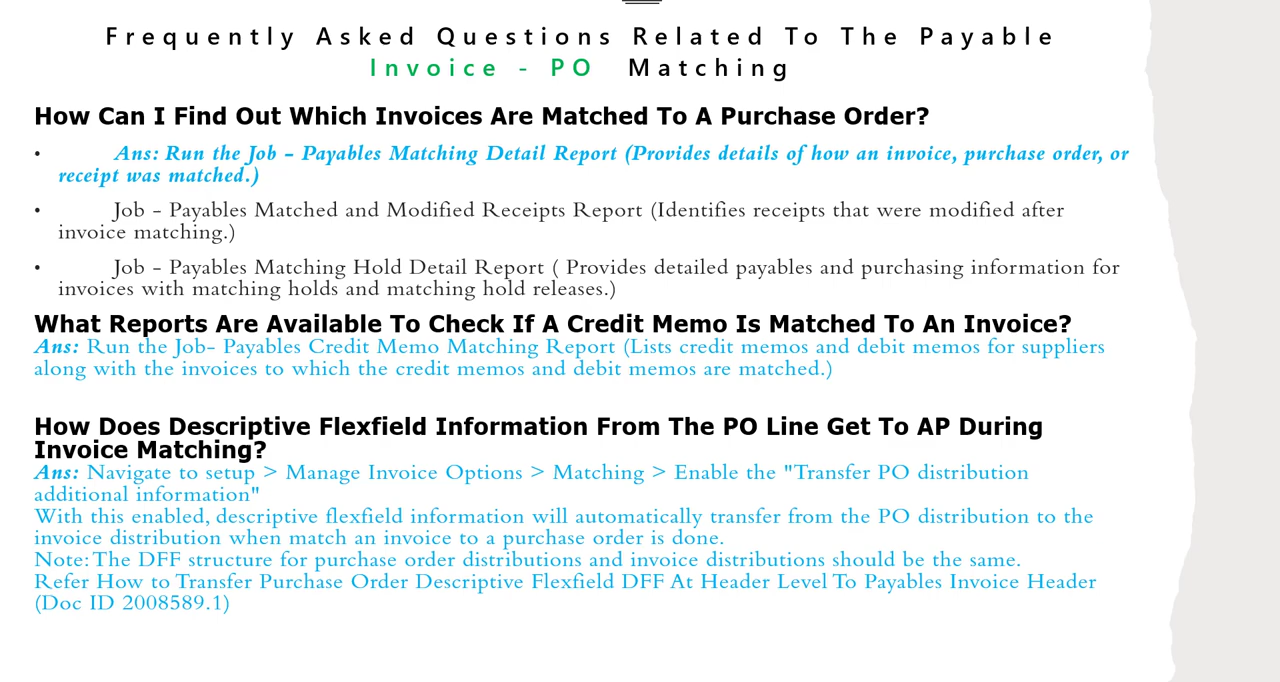 Frequently Asked Questions Related To The Payable
Invoice - PO Matching
How Can I Find Out Which Invoices Are Matched To A Purchase Order?
• Ans: Run the Job - Payables Matching Detail Report (Provides details of how an invoice, purchase order, or
receipt was matched.)
• Job - Payables Matched and Modified Receipts Report (Identifies receipts that were modified after
invoice matching.)
• Job - Payables Matching Hold Detail Report ( Provides detailed payables and purchasing information for
invoices with matching holds and matching hold releases.)
What Reports Are Available To Check If A Credit Memo Is Matched To An Invoice?
Ans: Run the Job- Payables Credit Memo Matching Report (Lists credit memos and debit memos for suppliers
along with the invoices to which the credit memos and debit memos are matched.)
How Does Descriptive Flexfield Information From The PO Line Get To AP During
Invoice Matching?
Ans: Navigate to setup > Manage Invoice Options > Matching > Enable the "Transfer PO distribution
additional information"
With this enabled, descriptive flexfield information will automatically transfer from the PO distribution to the
invoice distribution when match an invoice to a purchase order is done.
Note: The DFF structure for purchase order distributions and invoice distributions should be the same.
Refer How to Transfer Purchase Order Descriptive Flexfield DFF At Header Level To Payables Invoice Header
(Doc ID 2008589.1)